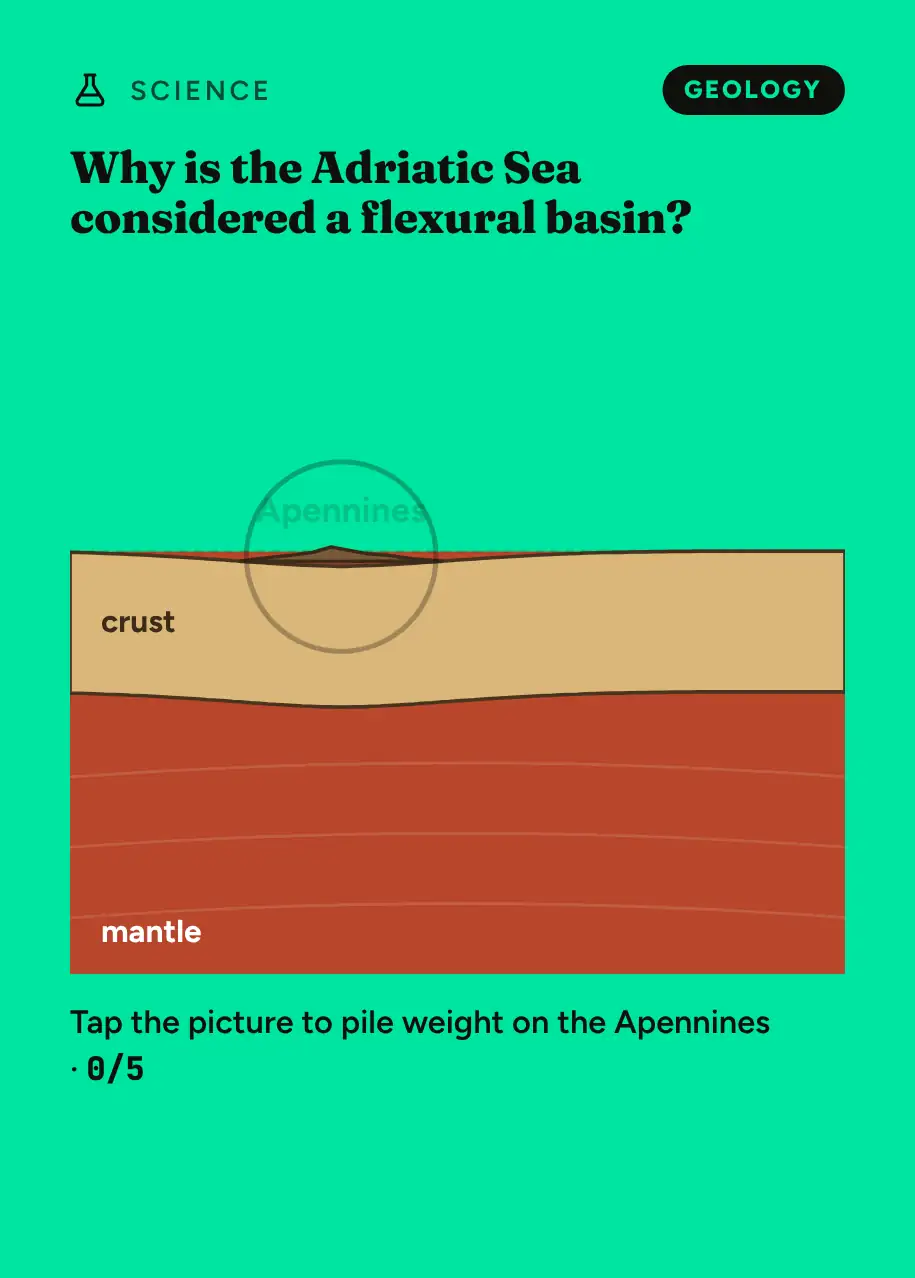 SCIENCE
GEOLOGY
Why is the Adriatic Sea
considered a flexural basin?
Apennines
crust
mantle
Tap the picture to pile weight on the Apennines
· 0/5